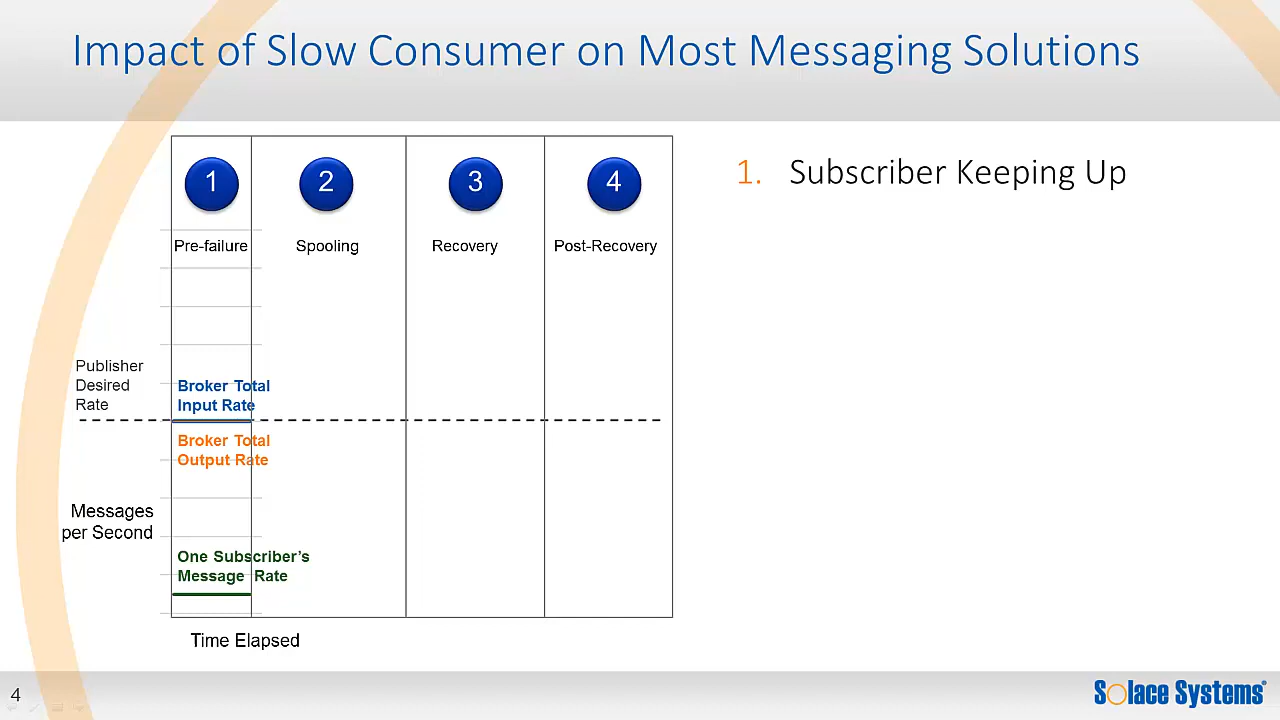 Impact of Slow Consumer on Most Messaging Solutions
1
2
3
4
Pre-failure
Spooling
Recovery
Post-Recovery
1. Subscriber Keeping Up
Publisher
Desired
Rate
Broker Total
Input Rate
Broker Total
Output Rate
Messages
per Second
One Subscriber's
Message Rate
Time Elapsed
4
Solace Systems®